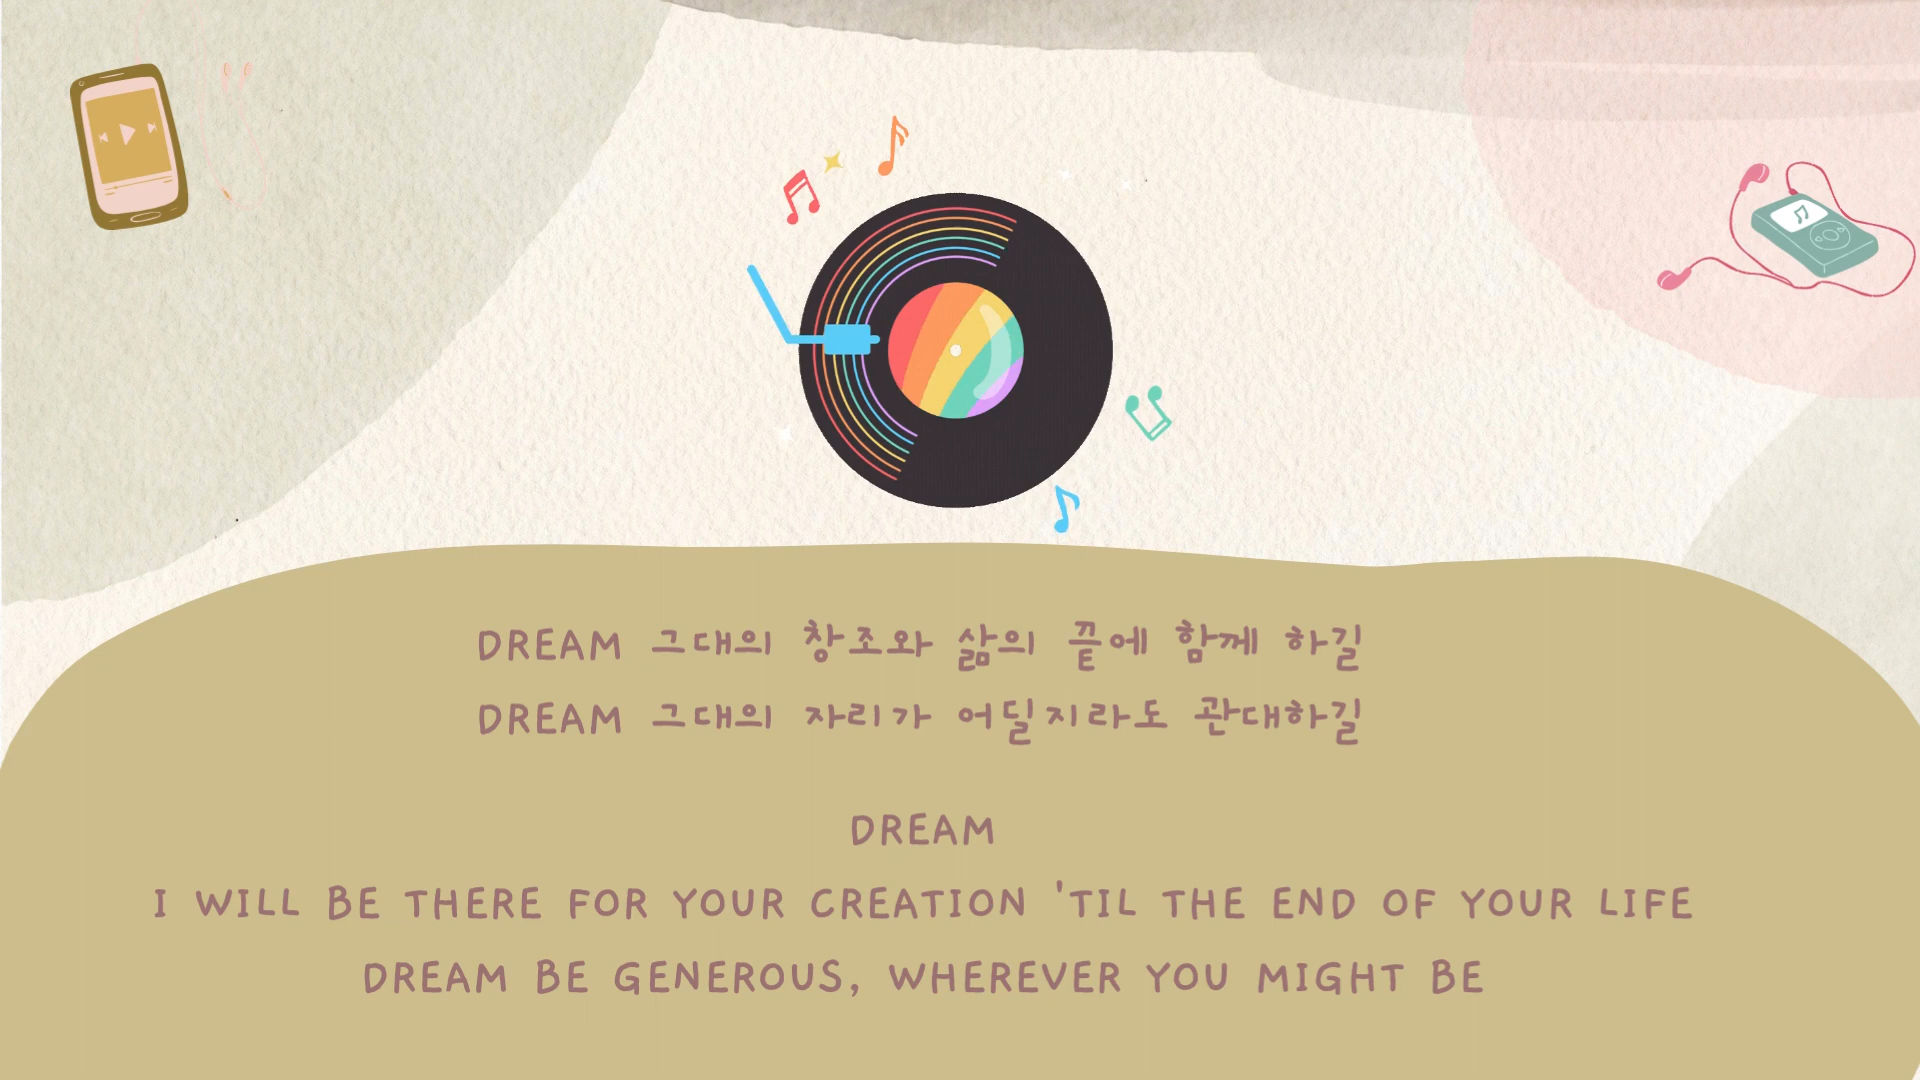 DREAM 그대의 창조와 삶의 끝에 함께 하길
DREAM 그대의 자리가 어딜지라도 관대하길
DREAM
I WILL BE THERE FOR YOUR CREATION 'TIL THE END OF YOUR LIFE
DREAM BE GENEROUS, WHEREVER YOU MIGHT BE